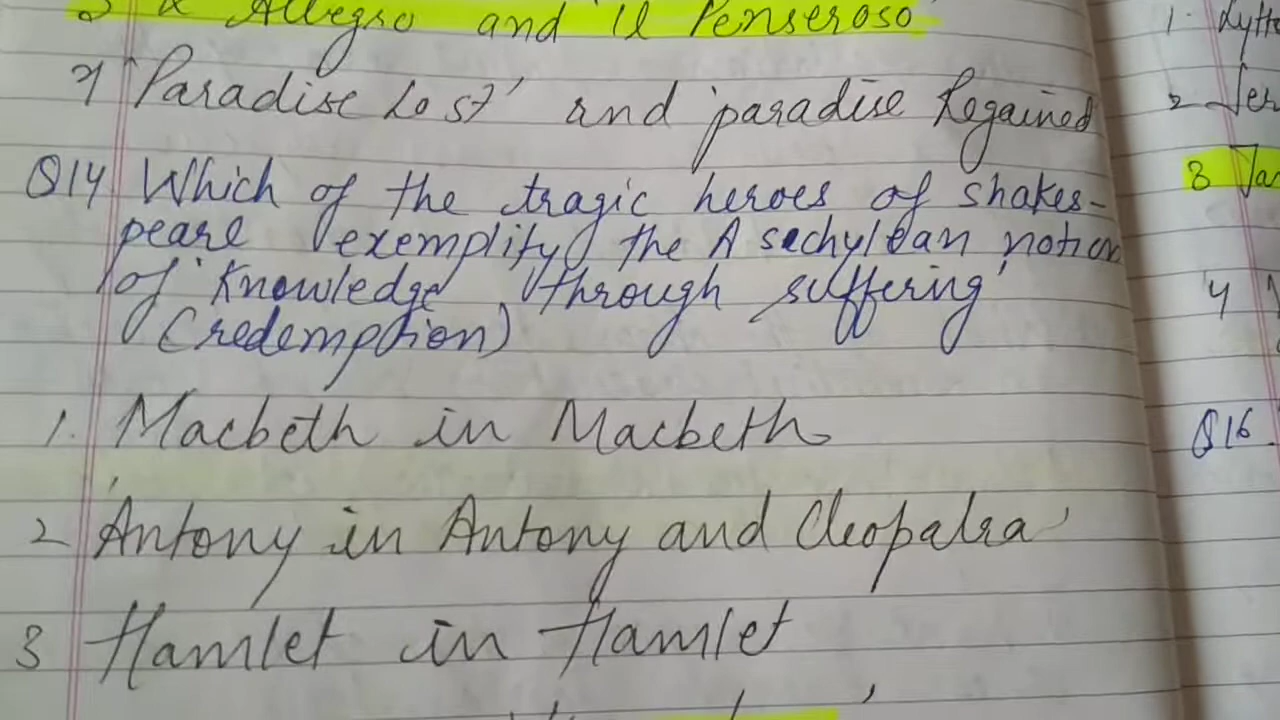 Allegro and Il Penseroso
4 'Paradise Lost' and 'paradise Regained
Q14 Which of the tragic heroes of shakes-
peare exemplify the Aschylean notion
of 'Knowledge through suffering'
(redemption)
1. Macbeth in Macbeth
2 'Antony in Antony and Cleopatra'
3 Hamlet in Hamlet
1.
2
3
4
Q16